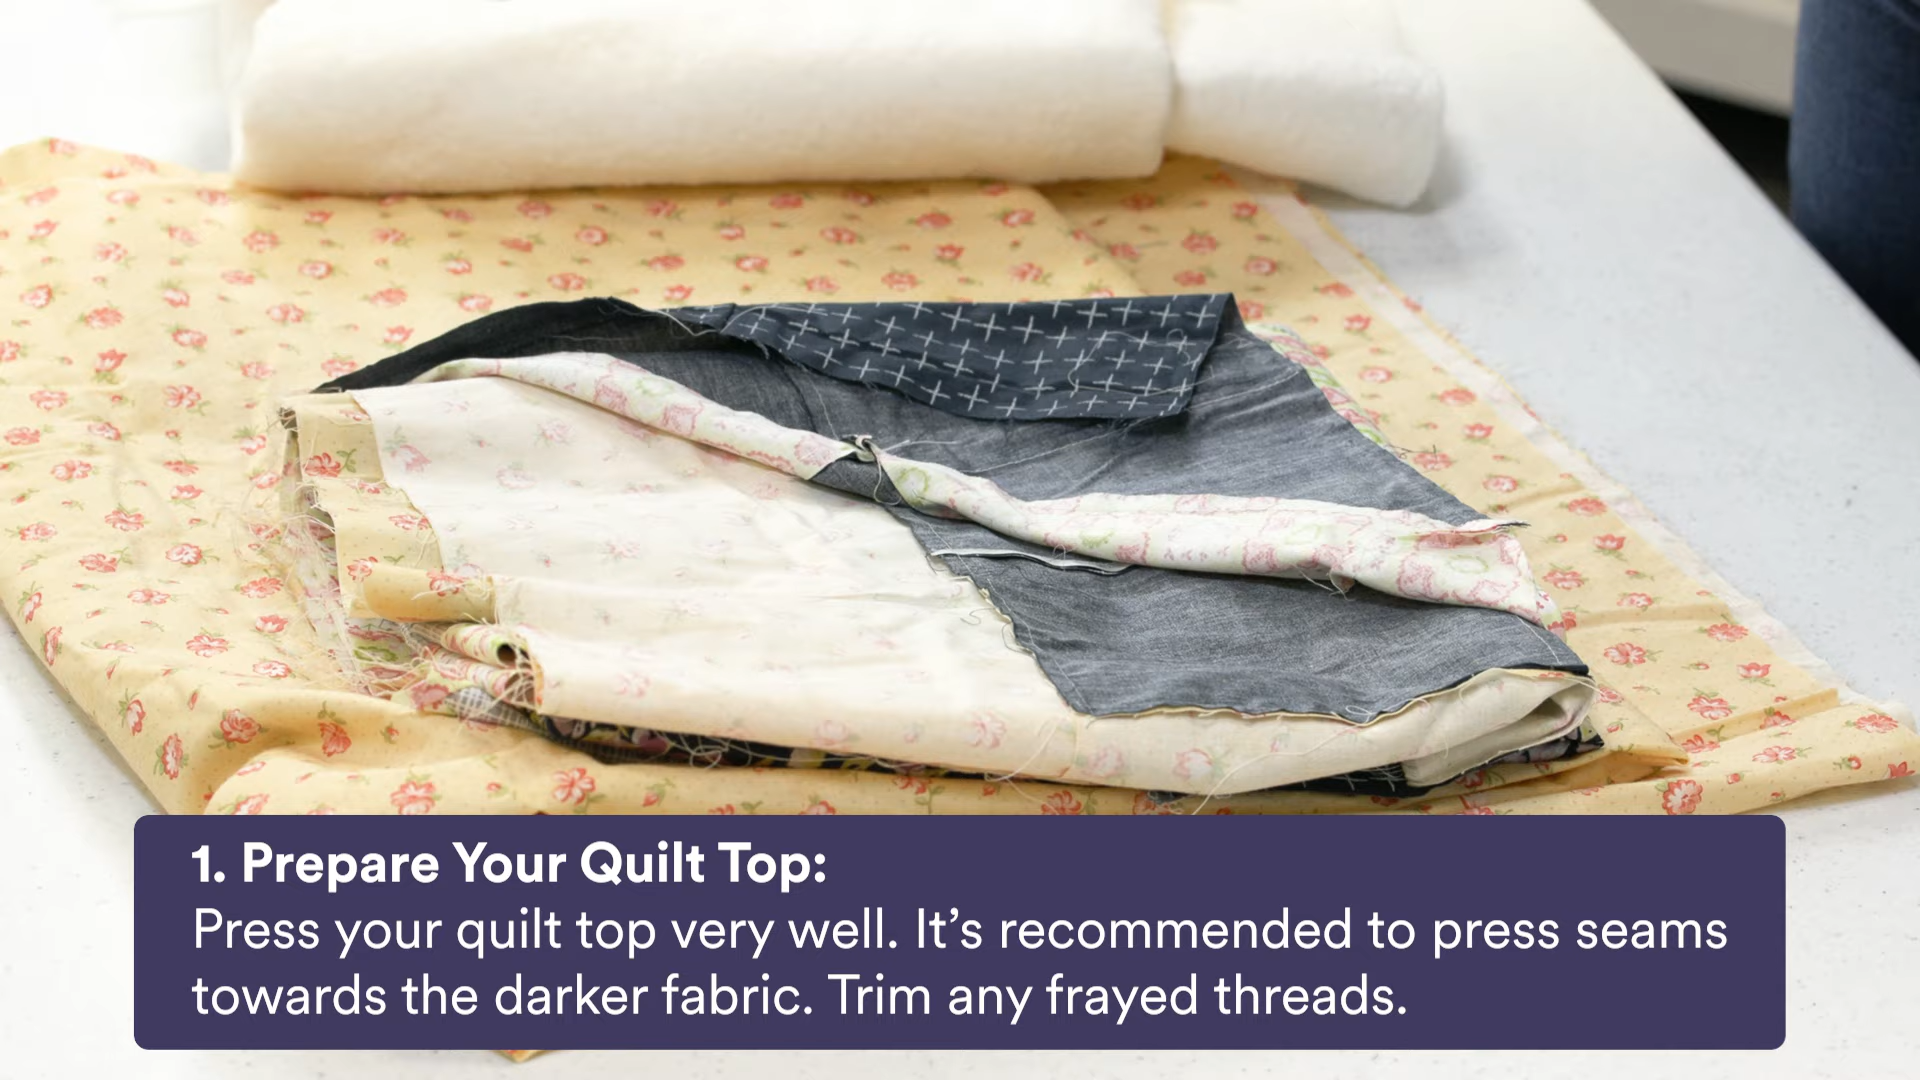 1. Prepare Your Quilt Top:
Press your quilt top very well. It’s recommended to press seams
towards the darker fabric. Trim any frayed threads.